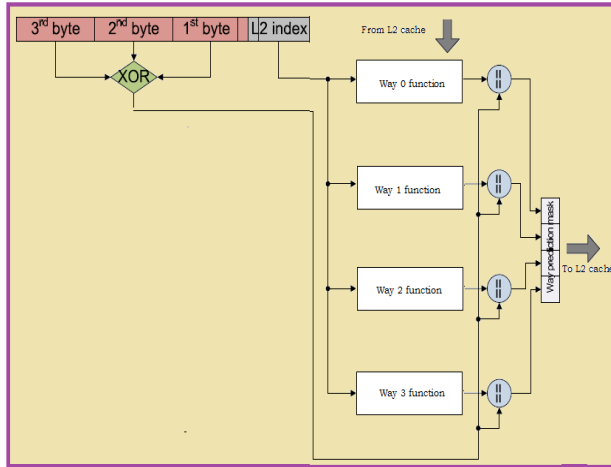 3rd byte 2nd byte 1st byte L2 index
From L2 cache
XOR
Way 0 function
=
Way 1 function
=
Way prediction mask
To L2 cache
Way 2 function
=
Way 3 function
=